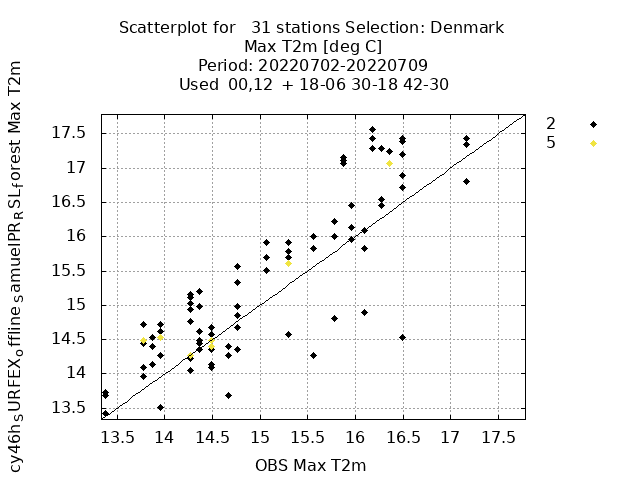 Scatterplot for   31 stations Selection: Denmark
Max T2m [deg C]
Period: 20220702-20220709
Used  00,12  + 18-06 30-18 42-30
2
5
17.5
17
16.5
16
15.5
15
14.5
14
13.5
13.5 14 14.5 15 15.5 16 16.5 17 17.5
OBS Max T2m
cy46h_SURFEX_offline_samuelPR_RSL_forest Max T2m